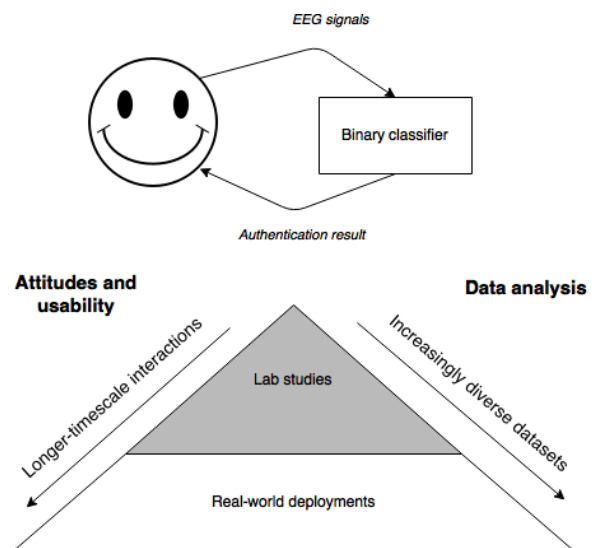 EEG signals
Binary classifier
Authentication result
Attitudes and
usability
Data analysis
Longer-timescale interactions
Increasingly diverse datasets
Lab studies
Real-world deployments